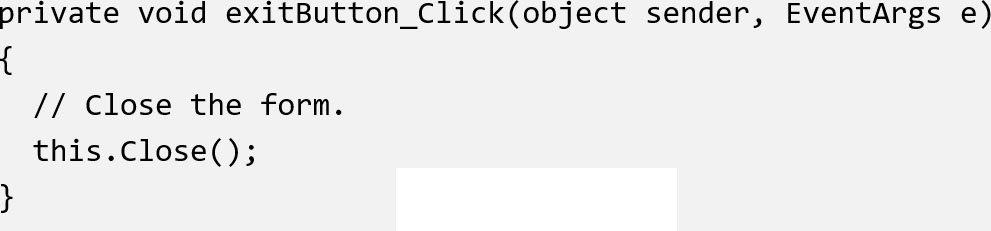 private void exitButton_Click(object sender, EventArgs e)
{
  // Close the form.
  this.Close();
}